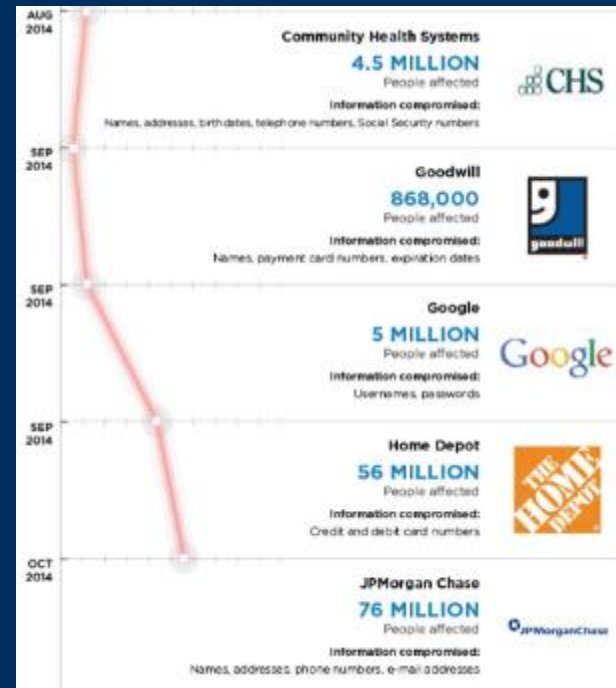 AUG
2014
Community Health Systems
4.5 MILLION
People affected
Information compromised:
Names, addresses, birth dates, telephone numbers, Social Security numbers
CHS
SEP
2014
Goodwill
868,000
People affected
Information compromised:
Names, payment card numbers, expiration dates
goodwill
SEP
2014
Google
5 MILLION
People affected
Information compromised:
Usernames, passwords
Google
SEP
2014
Home Depot
56 MILLION
People affected
Information compromised:
Credit and debit card numbers
THE
HOME
DEPOT
OCT
2014
JPMorgan Chase
76 MILLION
People affected
Information compromised:
Names, addresses, phone numbers, e-mail addresses
JPMorganChase